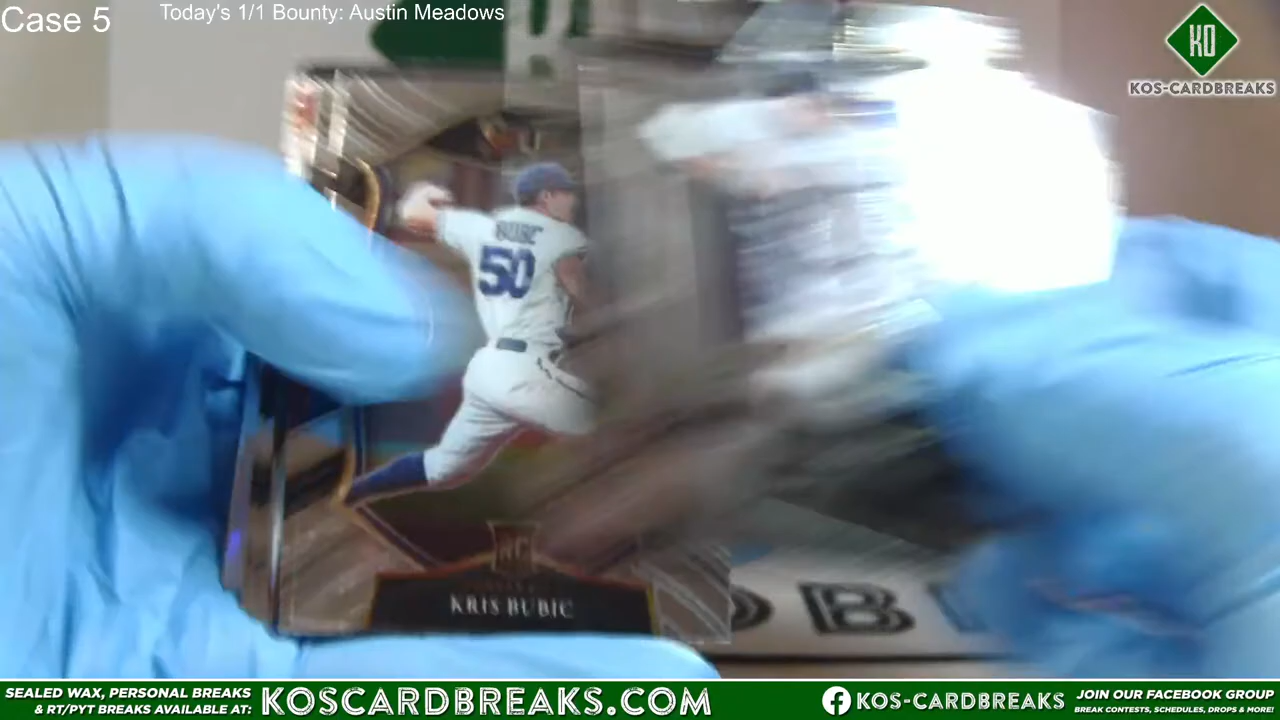 Case 5
Today's 1/1 Bounty: Austin Meadows
KO
KOS-CARDBREAKS
BUBIC
50
RC
KRIS BUBIC
OB
SEALED WAX, PERSONAL BREAKS
& RT/PYT BREAKS AVAILABLE AT:
KOSCARDBREAKS.COM
KOS-CARDBREAKS
JOIN OUR FACEBOOK GROUP
BREAK CONTESTS, SCHEDULES, DROPS & MORE!